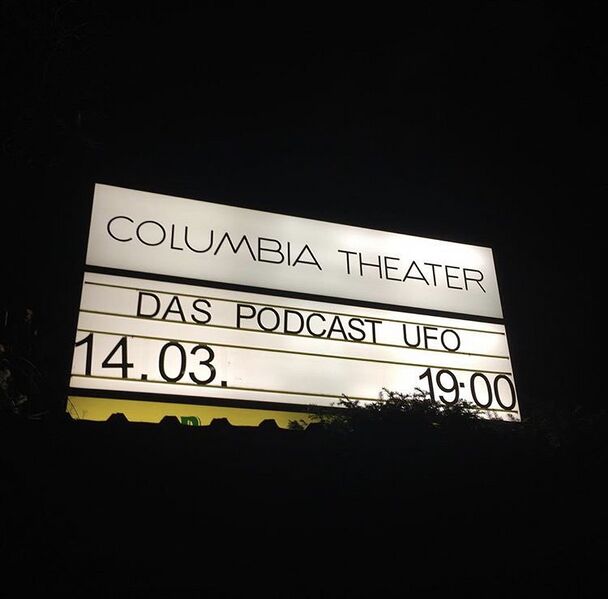 COLUMBIA THEATER
DAS PODCAST UFO
14.03. 19:00